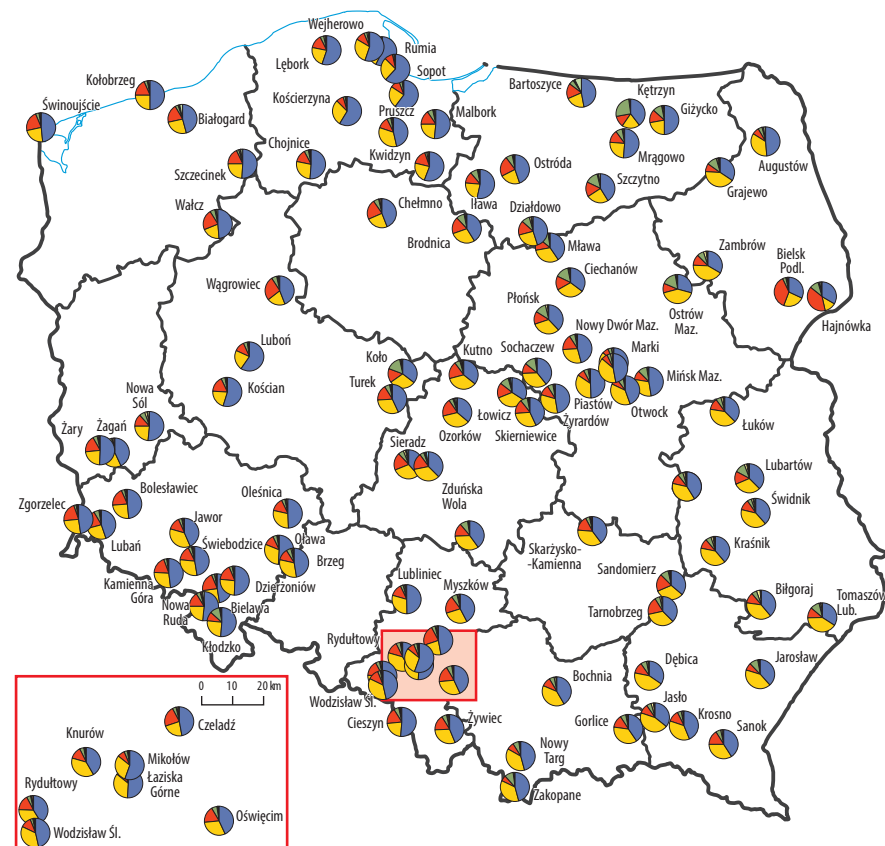 Wejherowo
Rumia
Lębork
Sopot
Kołobrzeg
Bartoszyce
Kętrzyn
Giżycko
Świnoujście
Białogard
Kościerzyna
Pruszcz
Malbork
Mrągowo
Augustów
Chojnice
Kwidzyn
Szczecinek
Ostróda
Szczytno
Grajewo
Iława
Wałcz
Chełmno
Działdowo
Brodnica
Mława
Zambrów
Bielsk
Podl.
Ciechanów
Wągrowiec
Płońsk
Ostrów
Maz.
Hajnówka
Nowy Dwór Maz.
Luboń
Koło
Kutno
Sochaczew
Marki
Mińsk Maz.
Kościan
Turek
Nowa
Sól
Łowicz
Piastów
Otwock
Żyrardów
Skierniewice
Ozorków
Łuków
Żary
Żagań
Sieradz
Zduńska
Wola
Lubartów
Świdnik
Bolesławiec
Oleśnica
Zgorzelec
Jawor
Lubań
Świebodzice
Oława
Brzeg
Skarżysko-
-Kamienna
Kraśnik
Kamienna
Góra
Dzierżoniów
Lubliniec
Myszków
Sandomierz
Biłgoraj
Tomaszów
Lub.
Nowa
Ruda
Bielawa
Kłodzko
Tarnobrzeg
Rydułtowy
Wodzisław Śl.
Dębica
Jarosław
Bochnia
Jasło
Cieszyn
Żywiec
Gorlice
Krosno
Sanok
Nowy
Targ
Zakopane
0 10 20 km
Czeladź
Knurów
Mikołów
Łaziska
Górne
Rydułtowy
Oświęcim
Wodzisław Śl.